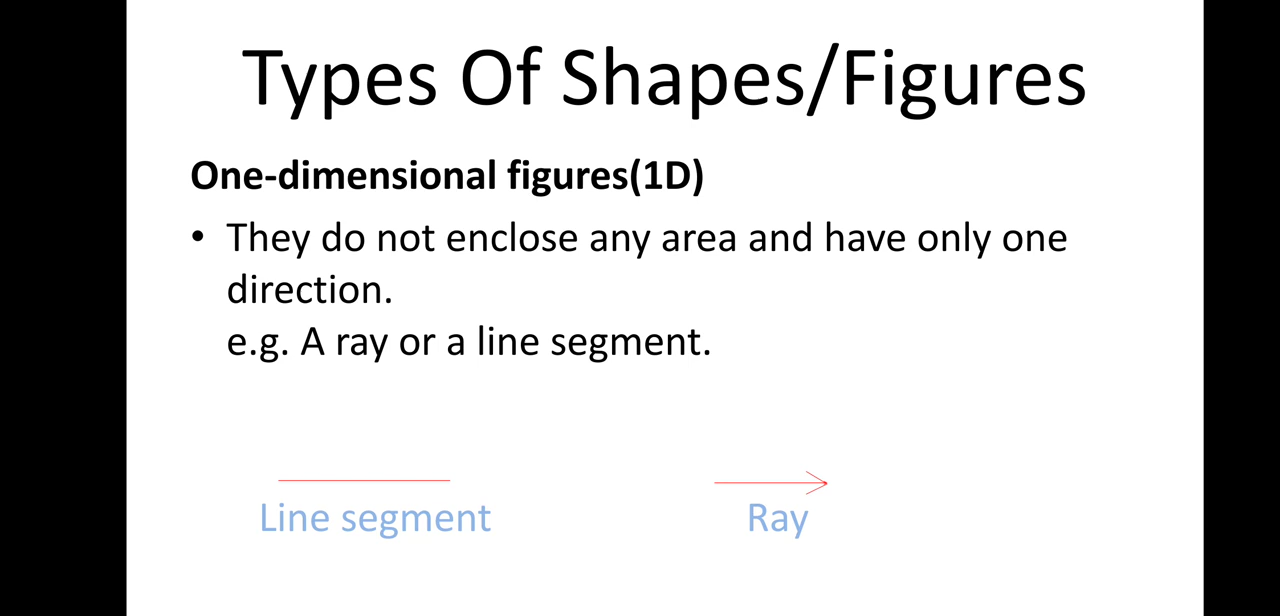 Types Of Shapes/Figures
One-dimensional figures(1D)
• They do not enclose any area and have only one
direction.
e.g. A ray or a line segment.
Line segment
Ray